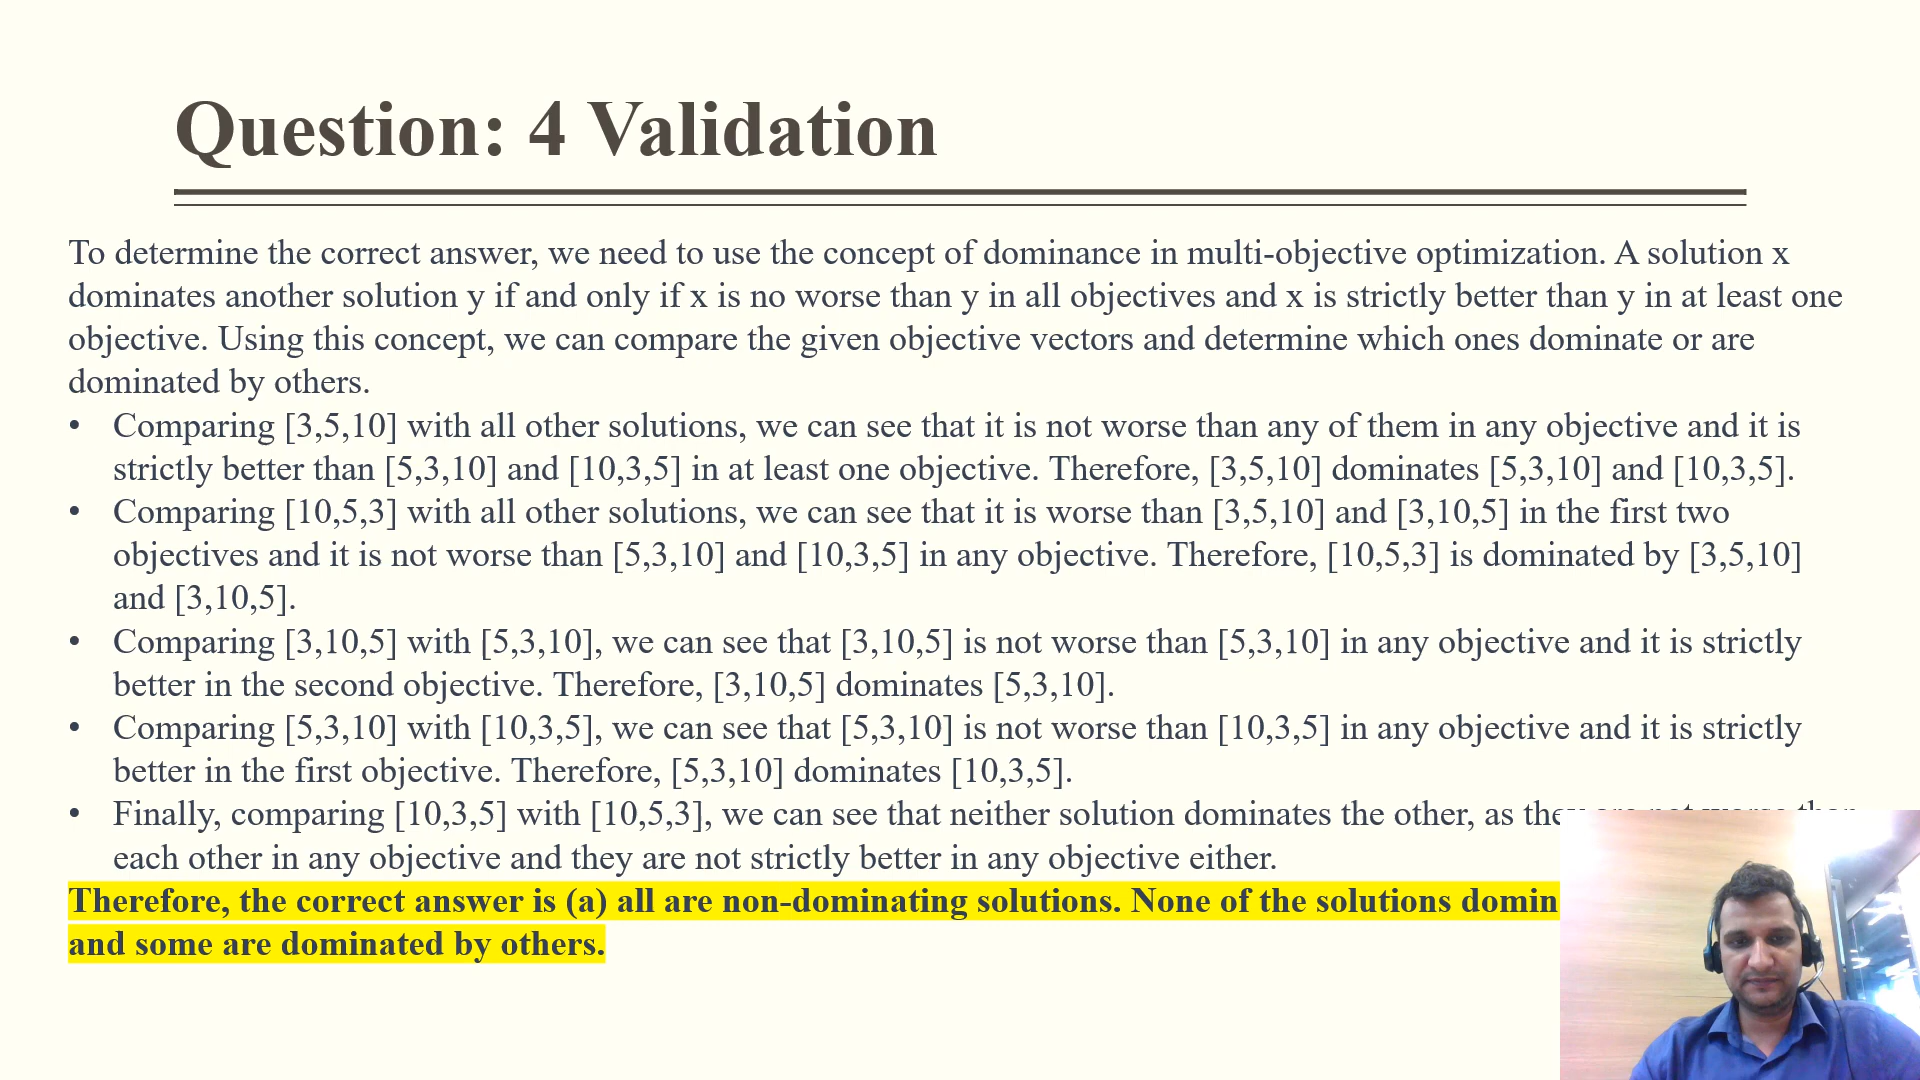 Question: 4 Validation
To determine the correct answer, we need to use the concept of dominance in multi-objective optimization. A solution x
dominates another solution y if and only if x is no worse than y in all objectives and x is strictly better than y in at least one
objective. Using this concept, we can compare the given objective vectors and determine which ones dominate or are
dominated by others.
• Comparing [3,5,10] with all other solutions, we can see that it is not worse than any of them in any objective and it is
strictly better than [5,3,10] and [10,3,5] in at least one objective. Therefore, [3,5,10] dominates [5,3,10] and [10,3,5].
• Comparing [10,5,3] with all other solutions, we can see that it is worse than [3,5,10] and [3,10,5] in the first two
objectives and it is not worse than [5,3,10] and [10,3,5] in any objective. Therefore, [10,5,3] is dominated by [3,5,10]
and [3,10,5].
• Comparing [3,10,5] with [5,3,10], we can see that [3,10,5] is not worse than [5,3,10] in any objective and it is strictly
better in the second objective. Therefore, [3,10,5] dominates [5,3,10].
• Comparing [5,3,10] with [10,3,5], we can see that [5,3,10] is not worse than [10,3,5] in any objective and it is strictly
better in the first objective. Therefore, [5,3,10] dominates [10,3,5].
• Finally, comparing [10,3,5] with [10,5,3], we can see that neither solution dominates the other, as they are not worse than
each other in any objective and they are not strictly better in any objective either.
Therefore, the correct answer is (a) all are non-dominating solutions. None of the solutions
and some are dominated by others.